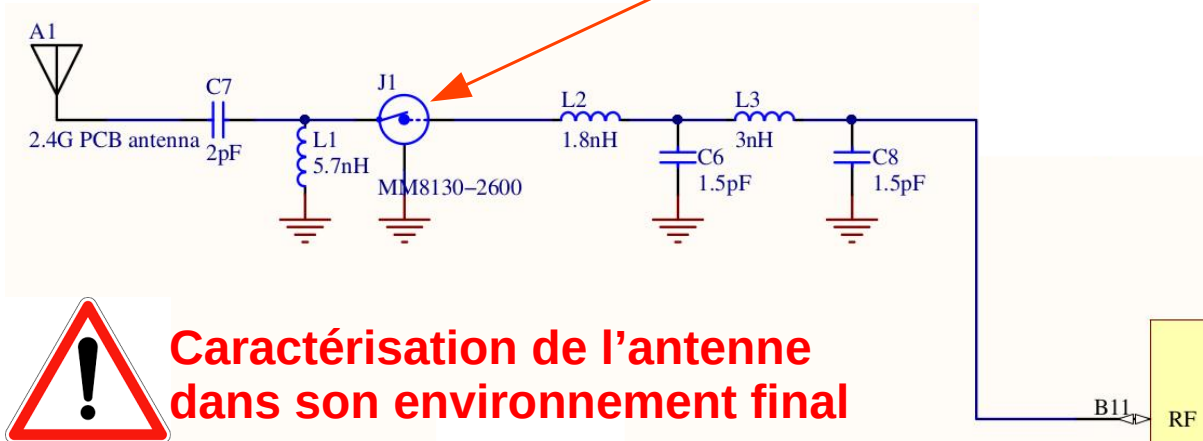 A1
C7
J1
L2
L3
2.4G PCB antenna
2pF
L1
5.7nH
1.8nH
3nH
C6
1.5pF
C8
1.5pF
MM8130−2600
Caractérisation de l’antenne
dans son environnement final
B11
RF